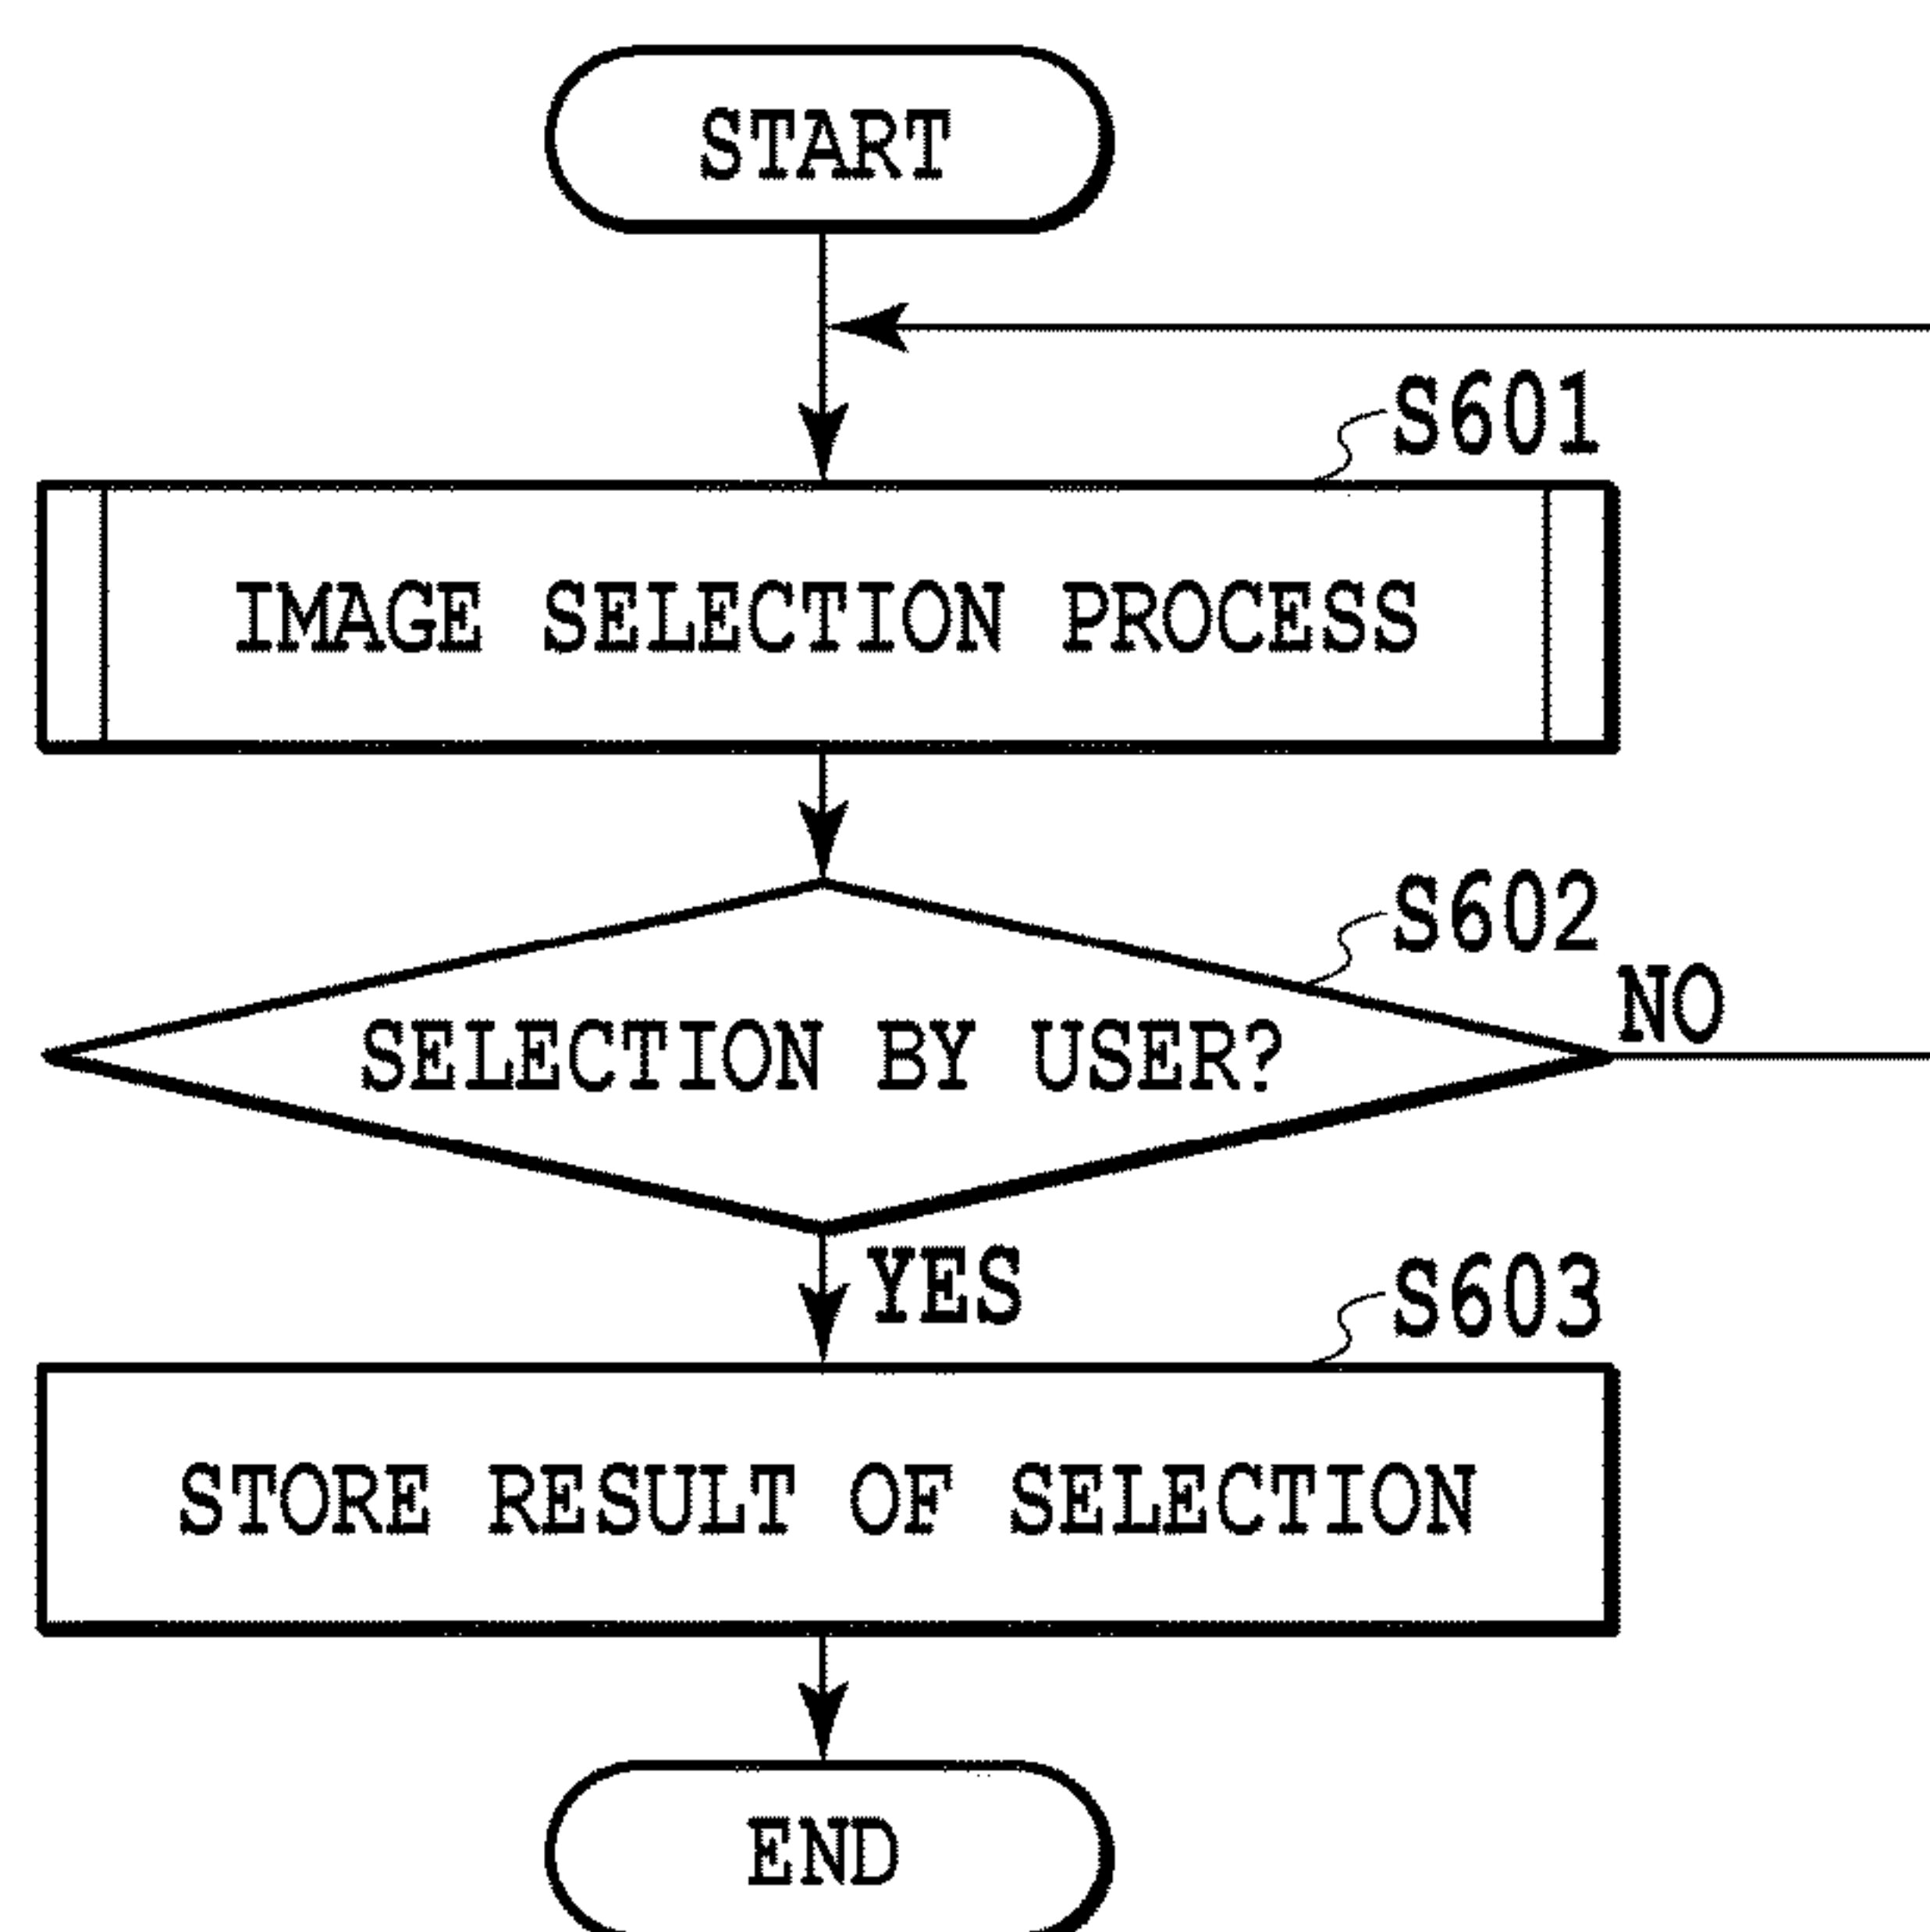 START
S601
IMAGE SELECTION PROCESS
S602
NO
SELECTION BY USER?
YES
S603
STORE RESULT OF SELECTION
END